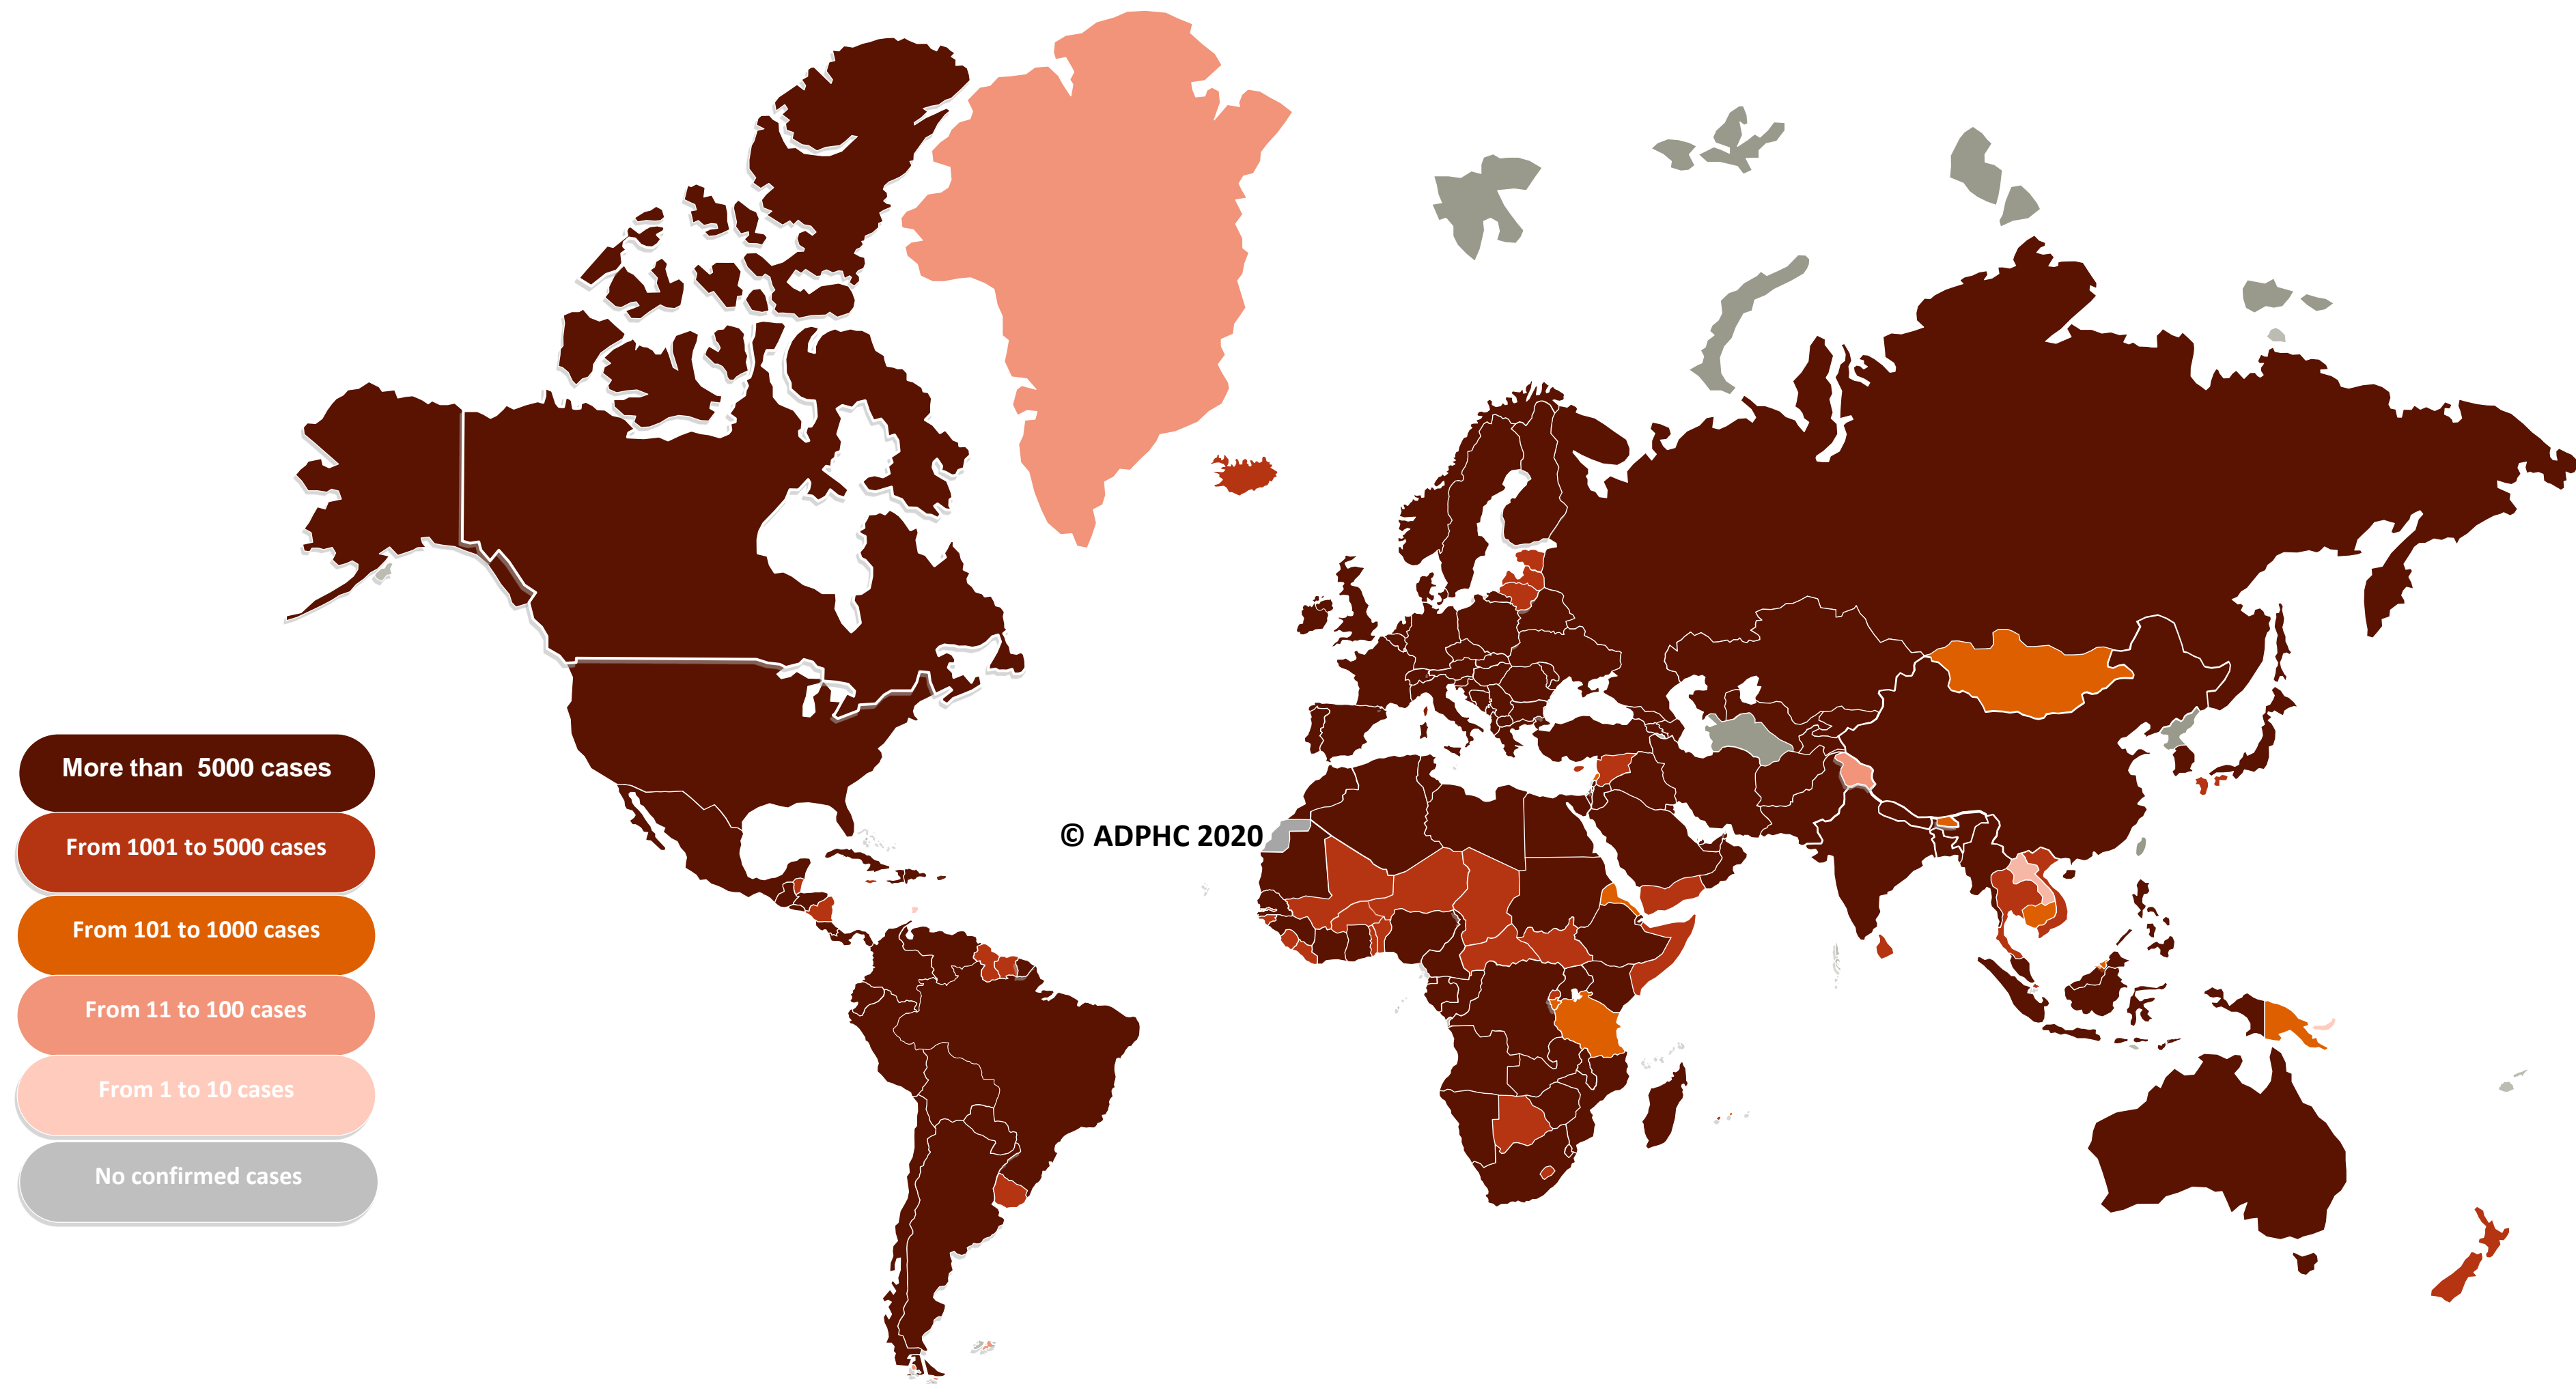 More than  5000 cases
From 1001 to 5000 cases
© ADPHC 2020
From 101 to 1000 cases
From 11 to 100 cases
From 1 to 10 cases
No confirmed cases